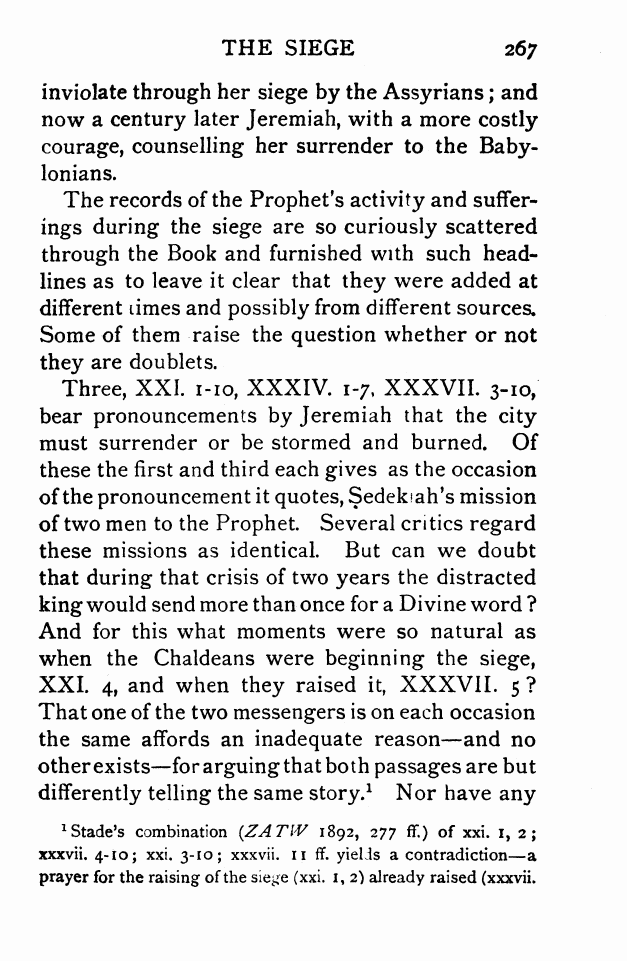 THE SIEGE 267
inviolate through her siege by the Assyrians; and
now a century later Jeremiah, with a more costly
courage, counselling her surrender to the Baby-
lonians.
The records of the Prophet's activity and suffer-
ings during the siege are so curiously scattered
through the Book and furnished with such head-
lines as to leave it clear that they were added at
different times and possibly from different sources.
Some of them raise the question whether or not
they are doublets.
Three, XXI. 1-10, XXXIV. 1-7, XXXVII. 3-10,
bear pronouncements by Jeremiah that the city
must surrender or be stormed and burned. Of
these the first and third each gives as the occasion
of the pronouncement it quotes, Ṣedekiah's mission
of two men to the Prophet. Several critics regard
these missions as identical. But can we doubt
that during that crisis of two years the distracted
king would send more than once for a Divine word?
And for this what moments were so natural as
when the Chaldeans were beginning the siege,
XXI. 4, and when they raised it, XXXVII. 5?
That one of the two messengers is on each occasion
the same affords an inadequate reason—and no
other exists—for arguing that both passages are but
differently telling the same story.¹ Nor have any
¹ Stade's combination (ZATW 1892, 277 ff.) of xxi. 1, 2;
xxxvii. 4-10; xxi. 3-10; xxxvii. 11 ff. yields a contradiction—a
prayer for the raising of the siege (xxi. 1, 2) already raised (xxxvii.